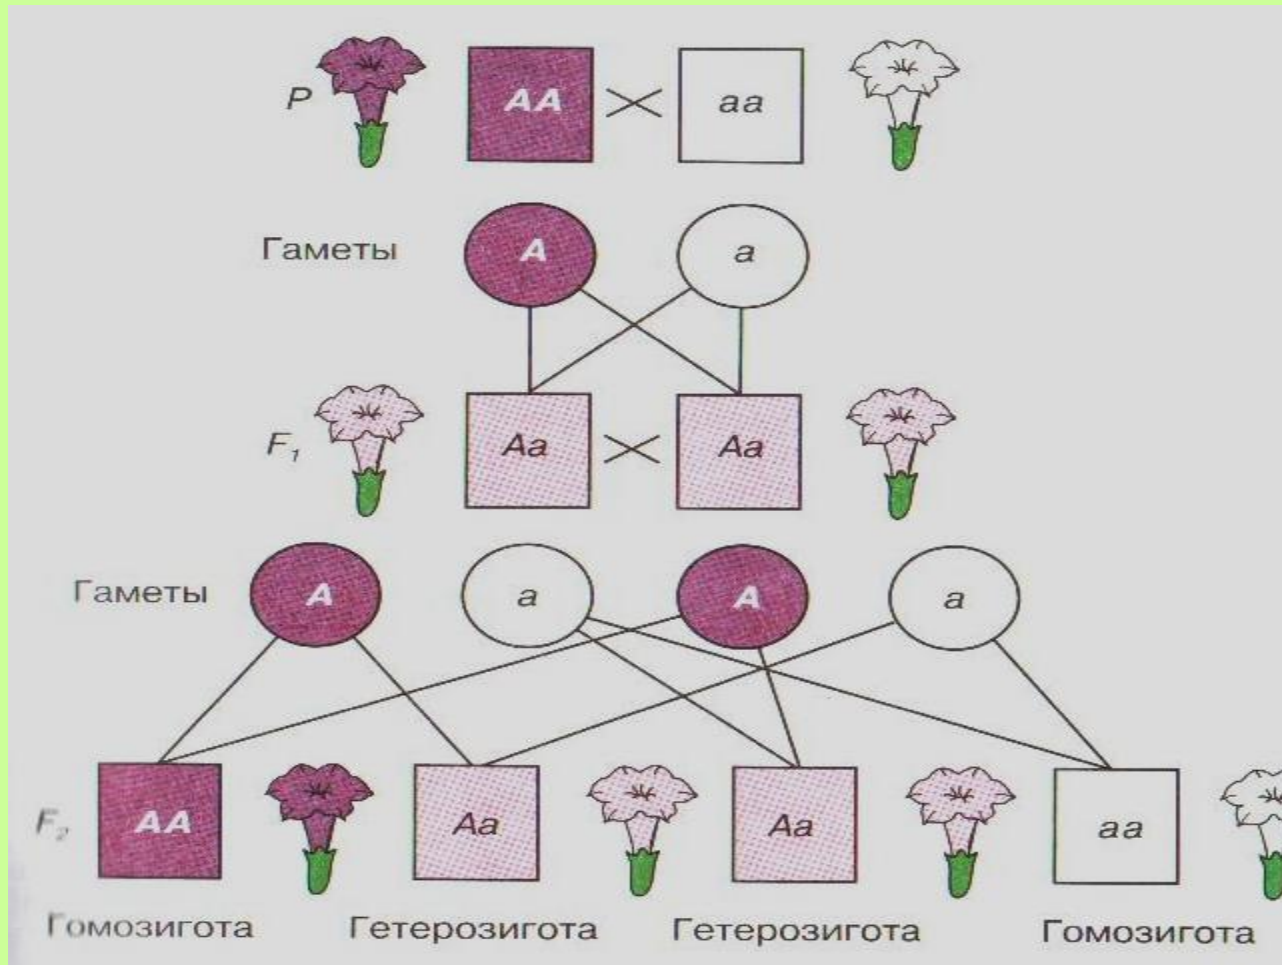 P AA aa
Гаметы A a
F₁ Aa Aa
Гаметы A a A a
F₂ AA Aa Aa aa
Гомозигота Гетерозигота Гетерозигота Гомозигота